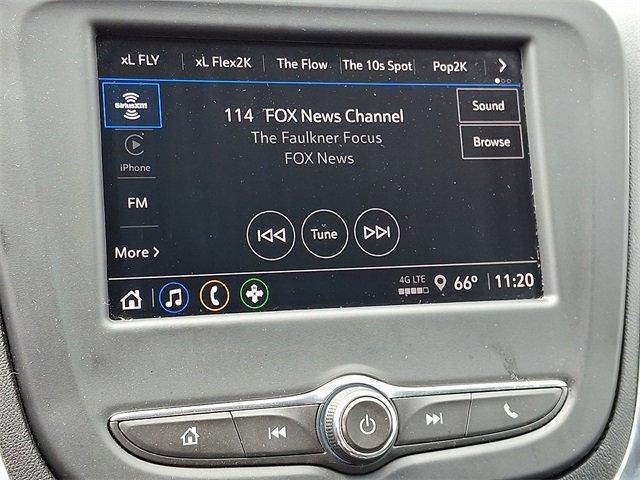 xL FLY xL Flex2K The Flow The 10s Spot Pop2K
SiriusXM
114 FOX News Channel
Sound
The Faulkner Focus
Browse
iPhone
FOX News
FM
Tune
More
4G LTE
66° 11:20